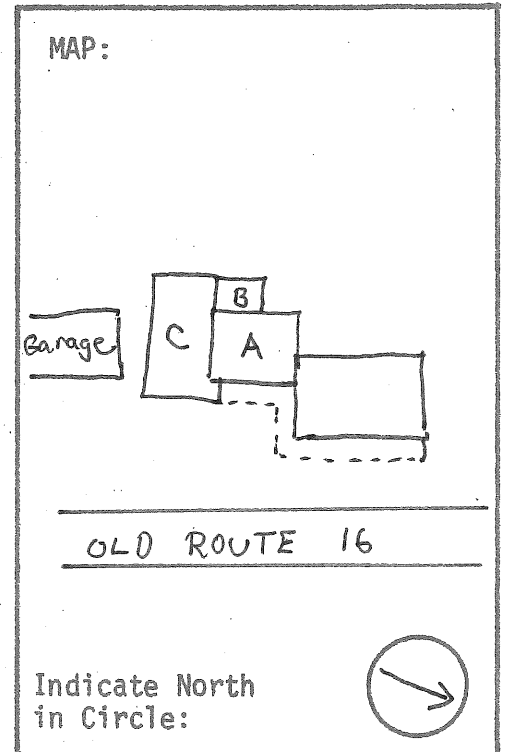 MAP:
B
Garage
C
A
OLD ROUTE 16
Indicate North
in Circle: